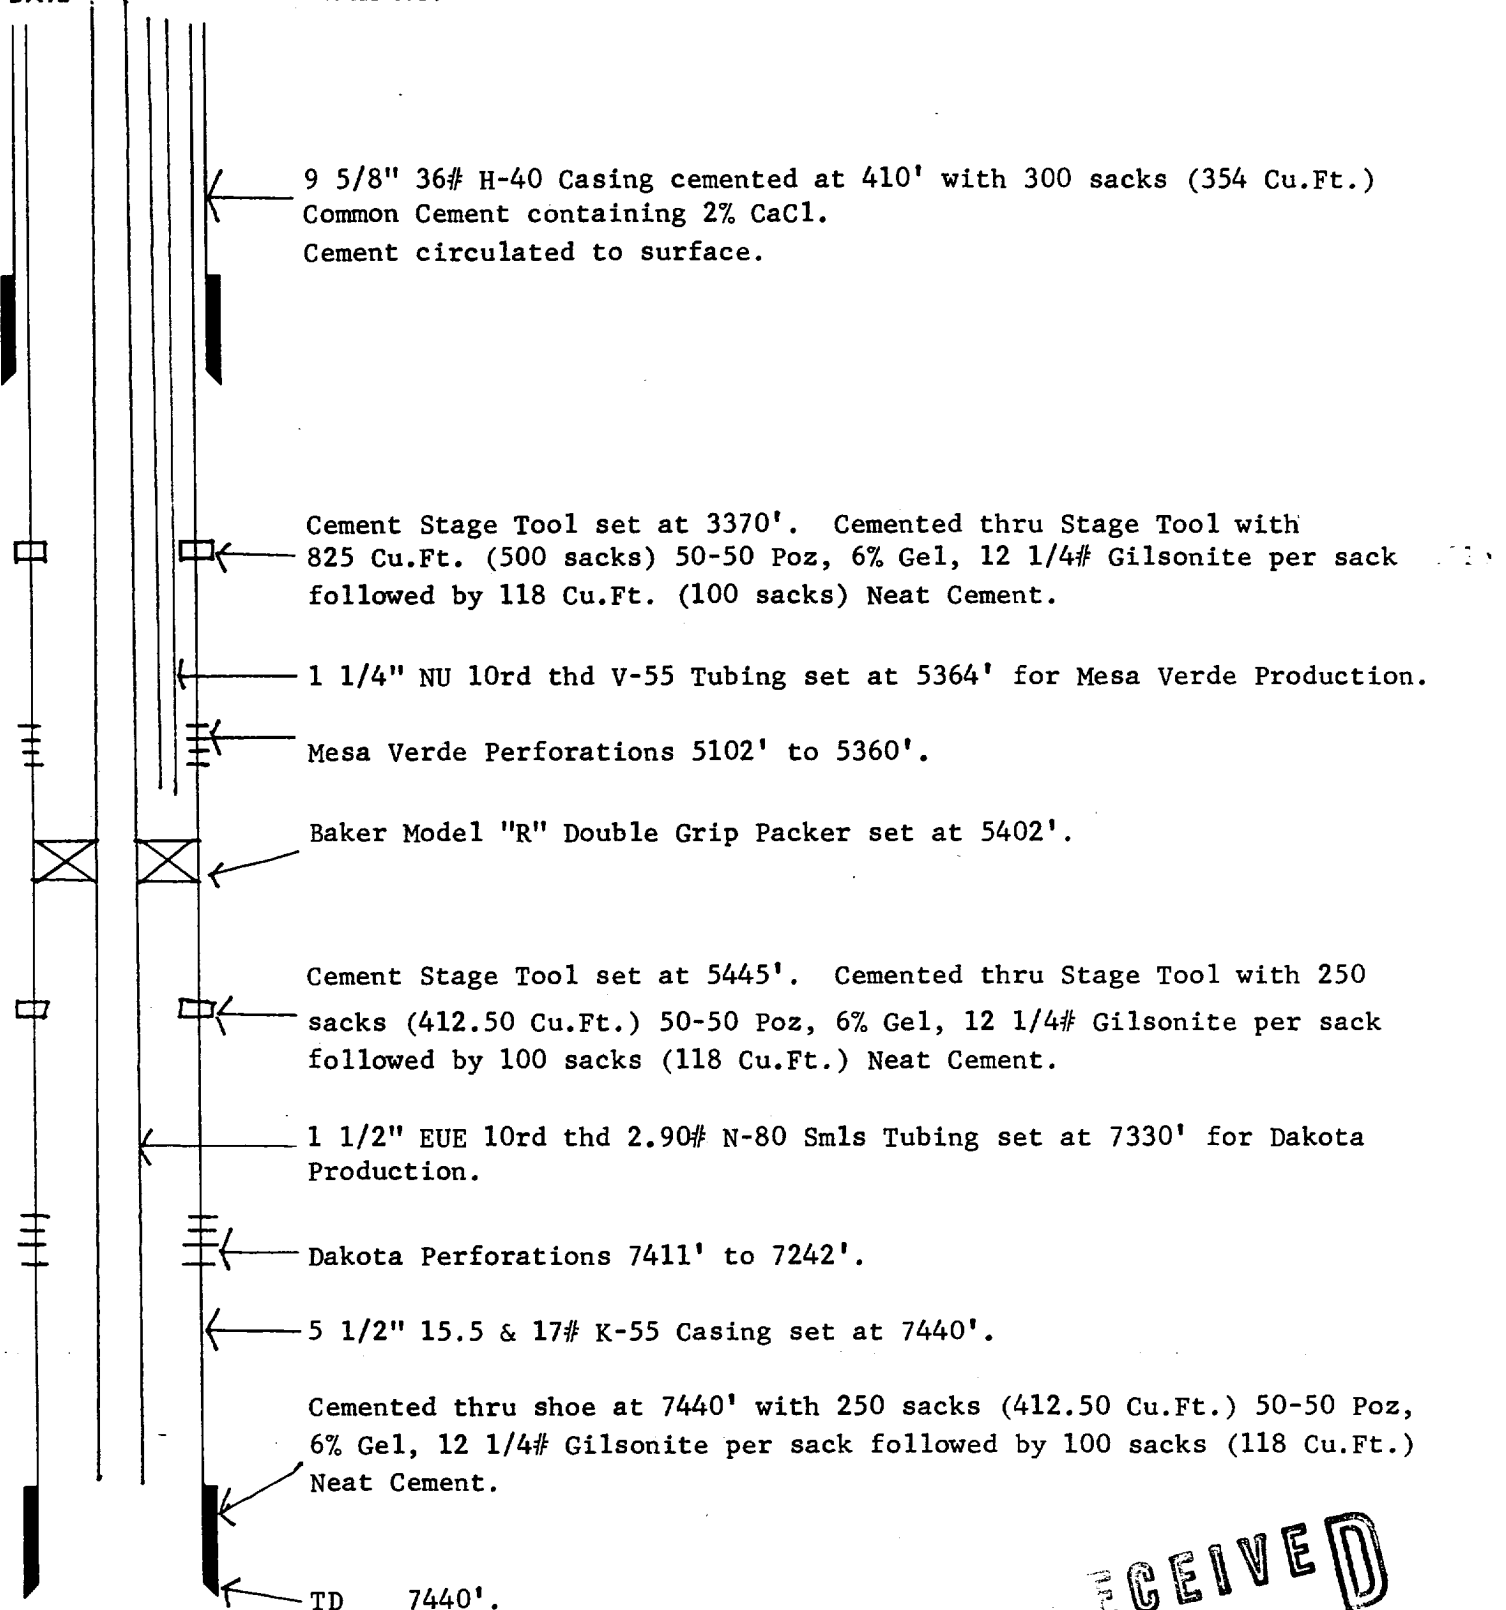 9 5/8" 36# H-40 Casing cemented at 410' with 300 sacks (354 Cu.Ft.)
Common Cement containing 2% CaCl.
Cement circulated to surface.
Cement Stage Tool set at 3370'. Cemented thru Stage Tool with
825 Cu.Ft. (500 sacks) 50-50 Poz, 6% Gel, 12 1/4# Gilsonite per sack
followed by 118 Cu.Ft. (100 sacks) Neat Cement.
1 1/4" NU 10rd thd V-55 Tubing set at 5364' for Mesa Verde Production.
Mesa Verde Perforations 5102' to 5360'.
Baker Model "R" Double Grip Packer set at 5402'.
Cement Stage Tool set at 5445'. Cemented thru Stage Tool with 250
sacks (412.50 Cu.Ft.) 50-50 Poz, 6% Gel, 12 1/4# Gilsonite per sack
followed by 100 sacks (118 Cu.Ft.) Neat Cement.
1 1/2" EUE 10rd thd 2.90# N-80 Smls Tubing set at 7330' for Dakota
Production.
Dakota Perforations 7411' to 7242'.
5 1/2" 15.5 & 17# K-55 Casing set at 7440'.
Cemented thru shoe at 7440' with 250 sacks (412.50 Cu.Ft.) 50-50 Poz,
6% Gel, 12 1/4# Gilsonite per sack followed by 100 sacks (118 Cu.Ft.)
Neat Cement.
TD 7440'.
ECEIVED